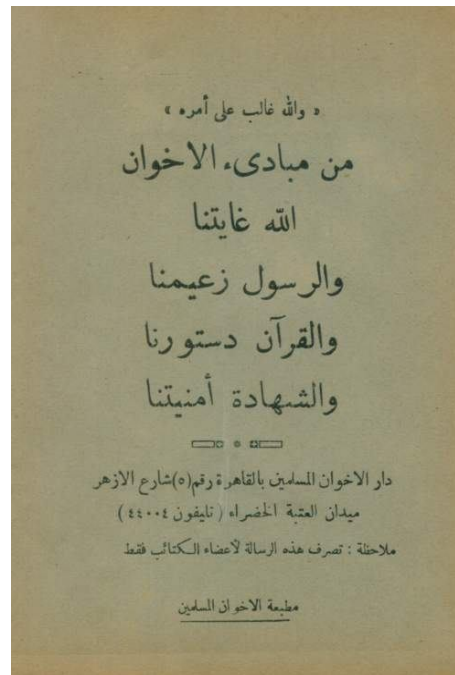 « والله غالب على أمره »
من مبادىء الاخوان
الله غايتنا
والرسول زعيمنا
والقرآن دستورنا
والشهادة أمنيتنا
دار الاخوان المسلمين بالقاهرة رقم (٥) شارع الازهر
ميدان العتبة الخضراء ( تليفون ٤٤٠٠٤ )
ملاحظة : تصرف هذه الرسالة لأعضاء الكتائب فقط
مطبعة الاخوان المسلمين